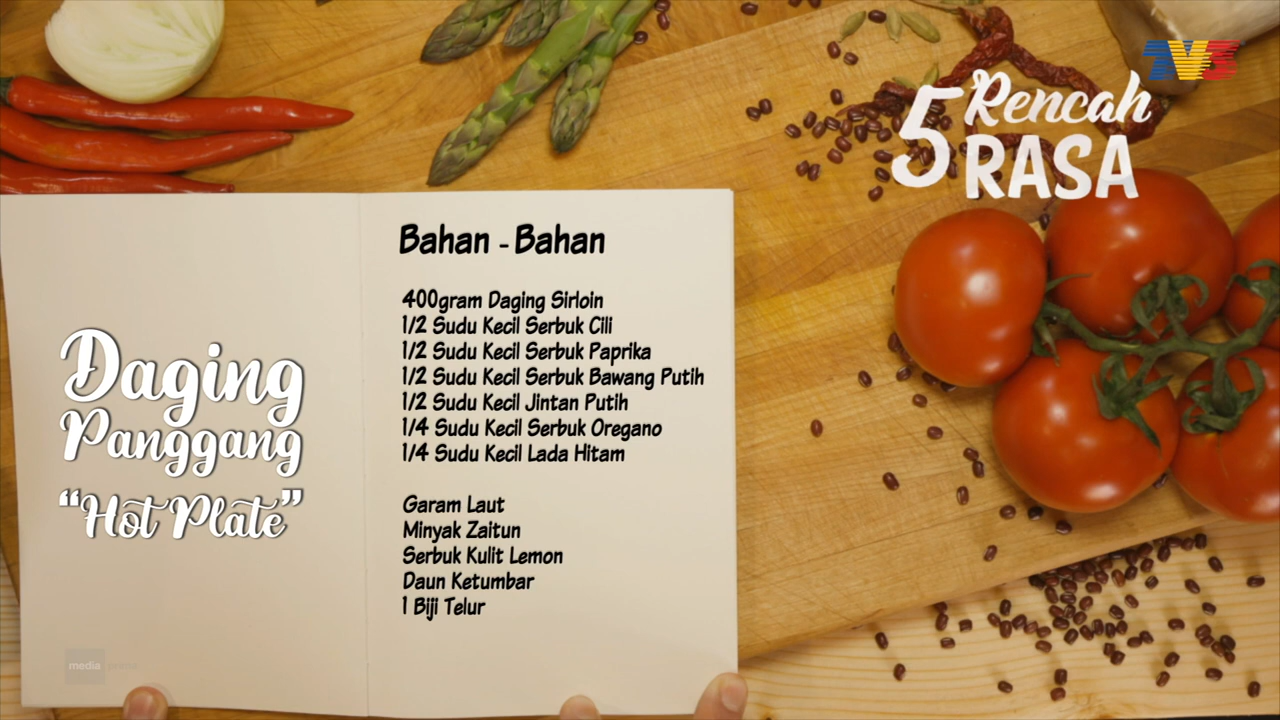 TV3
5 Rencah
RASA
Daging
Panggang
“Hot Plate”
Bahan - Bahan
400gram Daging Sirloin
1/2 Sudu Kecil Serbuk Cili
1/2 Sudu Kecil Serbuk Paprika
1/2 Sudu Kecil Serbuk Bawang Putih
1/2 Sudu Kecil Jintan Putih
1/4 Sudu Kecil Serbuk Oregano
1/4 Sudu Kecil Lada Hitam
Garam Laut
Minyak Zaitun
Serbuk Kulit Lemon
Daun Ketumbar
1 Biji Telur
media